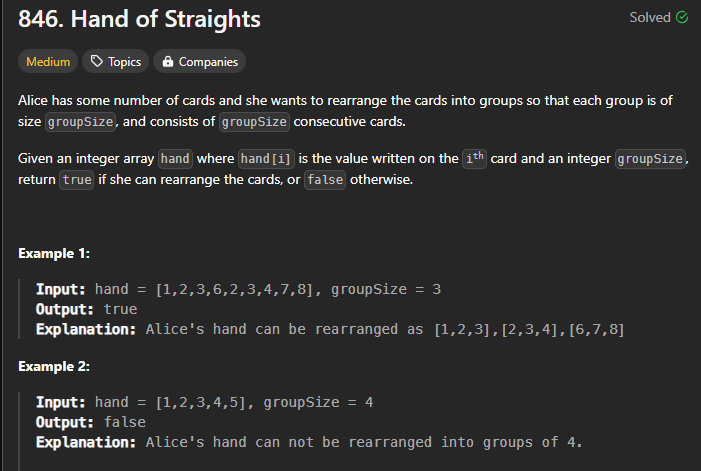 846. Hand of Straights
Solved
Medium Topics Companies
Alice has some number of cards and she wants to rearrange the cards into groups so that each group is of
size groupSize, and consists of groupSize consecutive cards.
Given an integer array hand where hand[i] is the value written on the ith card and an integer groupSize,
return true if she can rearrange the cards, or false otherwise.
Example 1:
Input: hand = [1,2,3,6,2,3,4,7,8], groupSize = 3
Output: true
Explanation: Alice's hand can be rearranged as [1,2,3],[2,3,4],[6,7,8]
Example 2:
Input: hand = [1,2,3,4,5], groupSize = 4
Output: false
Explanation: Alice's hand can not be rearranged into groups of 4.